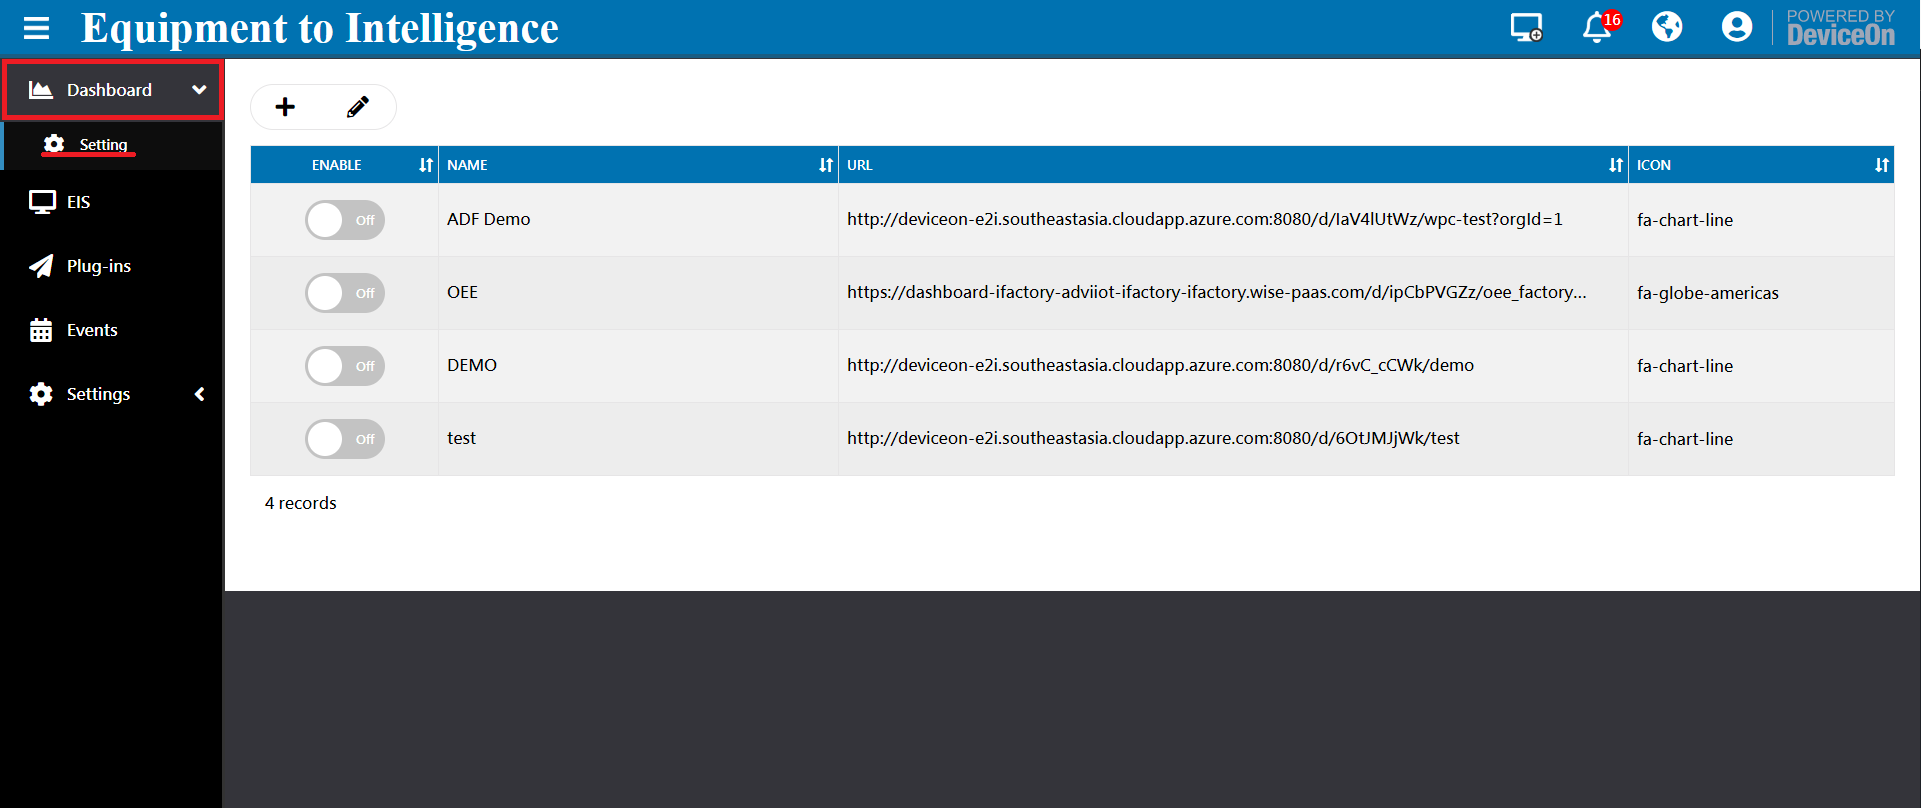 Equipment to Intelligence
16
POWERED BY
DeviceOn
Dashboard
Setting
EIS
Plug-ins
Events
Settings
ENABLE NAME URL ICON
Off ADF Demo http://deviceon-e2i.southeastasia.cloudapp.azure.com:8080/d/IaV4lUtWz/wpc-test?orgId=1 fa-chart-line
Off OEE https://dashboard-ifactory-adviiot-ifactory-ifactory.wise-paas.com/d/ipCbPVGZz/oee_factory... fa-globe-americas
Off DEMO http://deviceon-e2i.southeastasia.cloudapp.azure.com:8080/d/r6vC_cCWk/demo fa-chart-line
Off test http://deviceon-e2i.southeastasia.cloudapp.azure.com:8080/d/6OtJMJjWk/test fa-chart-line
4 records